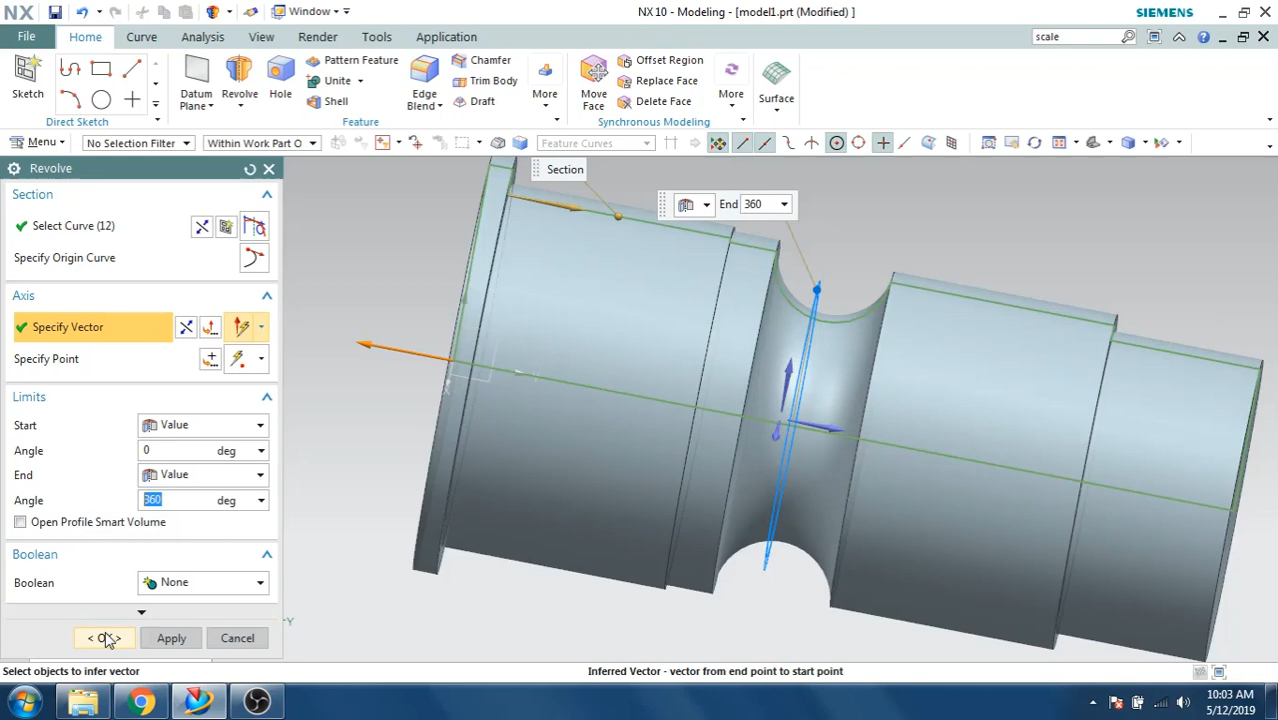 NX
Window
NX 10 - Modeling - [model1.prt (Modified) ]
SIEMENS
File
Home
Curve
Analysis
View
Render
Tools
Application
scale
Sketch
Direct Sketch
Datum Plane
Revolve
Hole
Pattern Feature
Unite
Shell
Edge Blend
Chamfer
Trim Body
Draft
More
Feature
Move Face
Offset Region
Replace Face
Delete Face
More
Synchronous Modeling
Surface
Menu
No Selection Filter
Within Work Part O
Feature Curves
Revolve
Section
Select Curve (12)
Specify Origin Curve
Axis
Specify Vector
Specify Point
Limits
Start
Value
Angle
0
deg
End
Value
Angle
360
deg
Open Profile Smart Volume
Boolean
Boolean
None
Apply
Cancel
Section
End 360
Y
Select objects to infer vector
Inferred Vector - vector from end point to start point
10:03 AM
5/12/2019